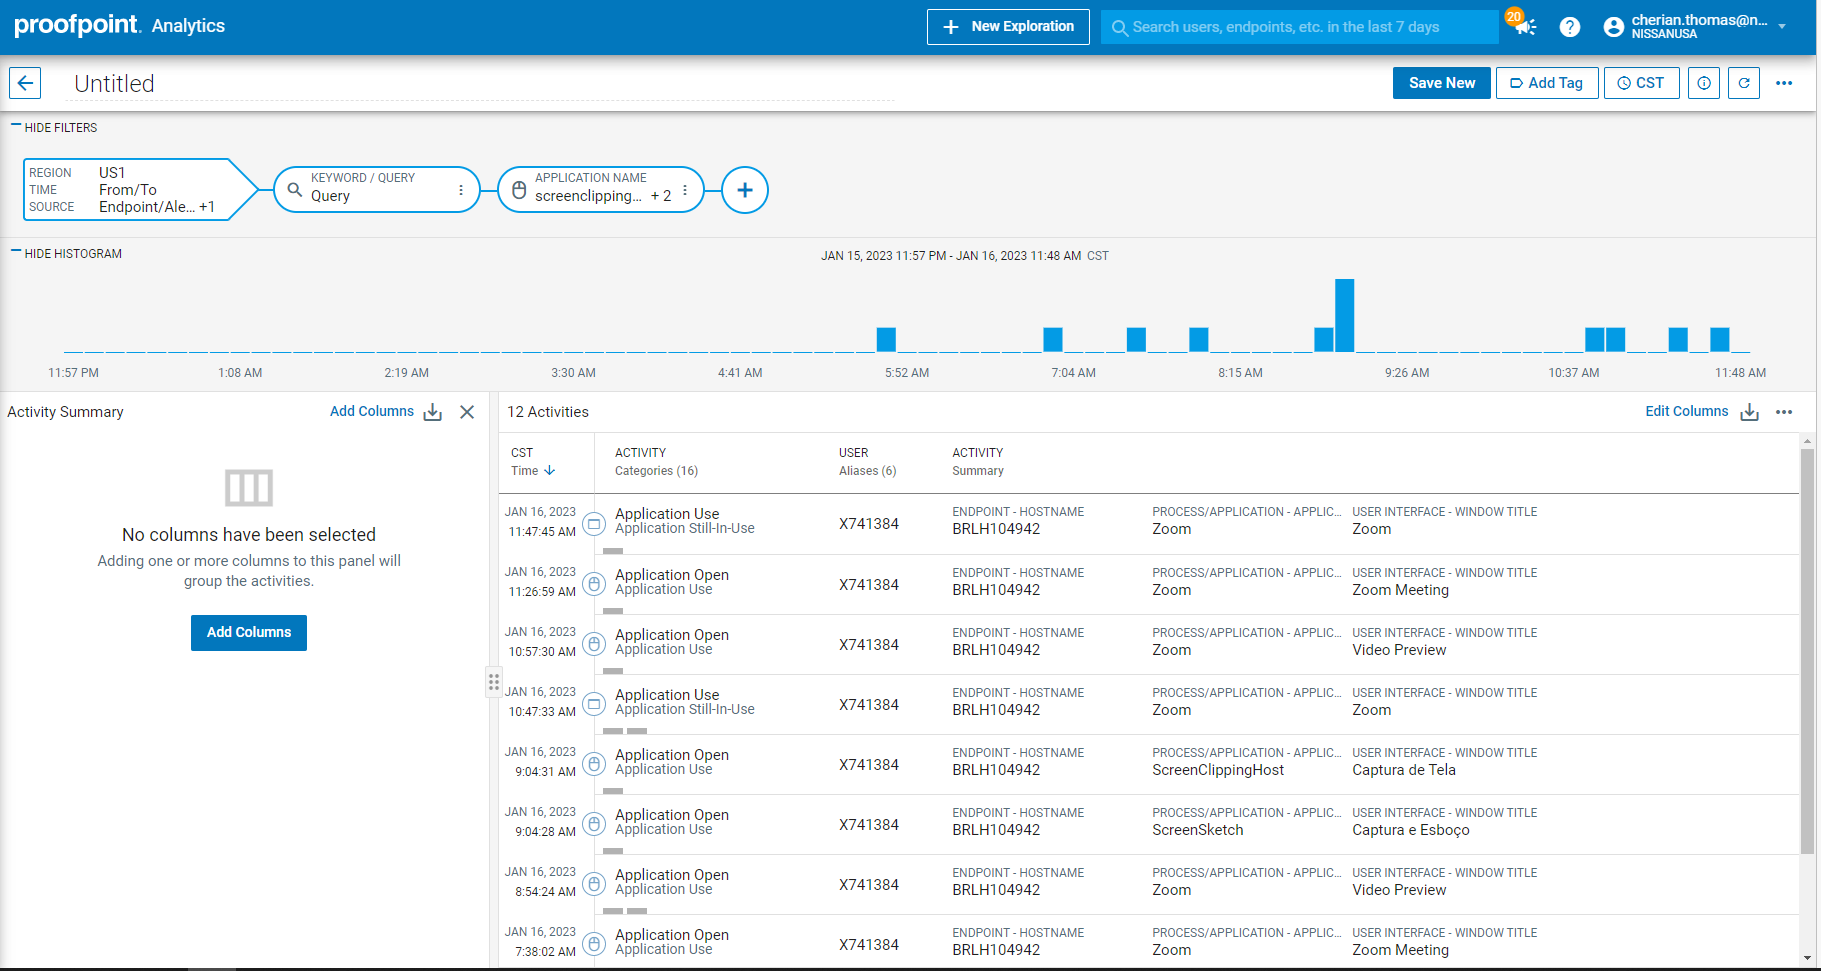 proofpoint. Analytics
New Exploration
Search users, endpoints, etc. in the last 7 days
20
?
cherian.thomas@n...
NISSANUSA
Untitled
Save New
Add Tag
CST
HIDE FILTERS
REGION US1
TIME From/To
SOURCE Endpoint/Ale... +1
KEYWORD / QUERY
Query
APPLICATION NAME
screenclipping... + 2
HIDE HISTOGRAM
JAN 15, 2023 11:57 PM - JAN 16, 2023 11:48 AM CST
11:57 PM 1:08 AM 2:19 AM 3:30 AM 4:41 AM 5:52 AM 7:04 AM 8:15 AM 9:26 AM 10:37 AM 11:48 AM
Activity Summary
Add Columns
No columns have been selected
Adding one or more columns to this panel will
group the activities.
Add Columns
12 Activities
Edit Columns
CST ACTIVITY USER ACTIVITY
Time Categories (16) Aliases (6) Summary
JAN 16, 2023 Application Use ENDPOINT - HOSTNAME PROCESS/APPLICATION - APPLIC... USER INTERFACE - WINDOW TITLE
11:47:45 AM Application Still-In-Use X741384 BRLH104942 Zoom Zoom
JAN 16, 2023 Application Open ENDPOINT - HOSTNAME PROCESS/APPLICATION - APPLIC... USER INTERFACE - WINDOW TITLE
11:26:59 AM Application Use X741384 BRLH104942 Zoom Zoom Meeting
JAN 16, 2023 Application Open ENDPOINT - HOSTNAME PROCESS/APPLICATION - APPLIC... USER INTERFACE - WINDOW TITLE
10:57:30 AM Application Use X741384 BRLH104942 Zoom Video Preview
JAN 16, 2023 Application Use ENDPOINT - HOSTNAME PROCESS/APPLICATION - APPLIC... USER INTERFACE - WINDOW TITLE
10:47:33 AM Application Still-In-Use X741384 BRLH104942 Zoom Zoom
JAN 16, 2023 Application Open ENDPOINT - HOSTNAME PROCESS/APPLICATION - APPLIC... USER INTERFACE - WINDOW TITLE
9:04:31 AM Application Use X741384 BRLH104942 ScreenClippingHost Captura de Tela
JAN 16, 2023 Application Open ENDPOINT - HOSTNAME PROCESS/APPLICATION - APPLIC... USER INTERFACE - WINDOW TITLE
9:04:28 AM Application Use X741384 BRLH104942 ScreenSketch Captura e Esboço
JAN 16, 2023 Application Open ENDPOINT - HOSTNAME PROCESS/APPLICATION - APPLIC... USER INTERFACE - WINDOW TITLE
8:54:24 AM Application Use X741384 BRLH104942 Zoom Video Preview
JAN 16, 2023 Application Open ENDPOINT - HOSTNAME PROCESS/APPLICATION - APPLIC... USER INTERFACE - WINDOW TITLE
7:38:02 AM Application Use X741384 BRLH104942 Zoom Zoom Meeting